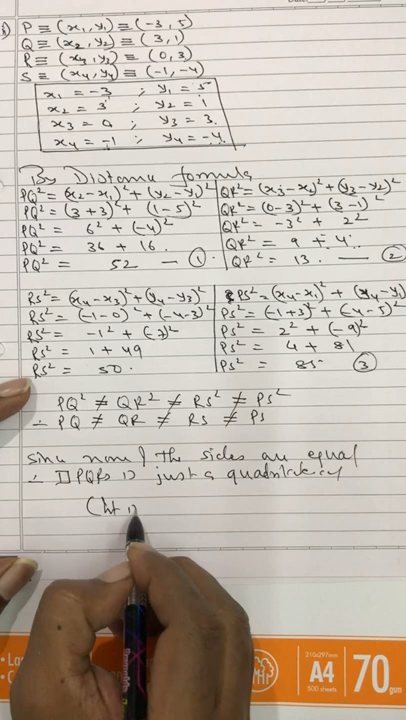 P ≡ (x₁, y₁) ≡ (-3, 5)
Q ≡ (x₂, y₂) ≡ (3, 1)
R ≡ (x₃, y₃) ≡ (0, 3)
S ≡ (x₄, y₄) ≡ (-1, -4)
x₁ = -3 ; y₁ = 5
x₂ = 3 ; y₂ = 1
x₃ = 0 ; y₃ = 3.
x₄ = -1 ; y₄ = -4.
By Distance formula
PQ² = (x₂-x₁)² + (y₂-y₁)²
PQ² = (3+3)² + (1-5)²
PQ² = 6² + (-4)²
PQ² = 36 + 16.
PQ² = 52 — ①.
QR² = (x₃-x₂)² + (y₃-y₂)²
QR² = (0-3)² + (3-1)²
QR² = -3² + 2²
QR² = 9 + 4.
QR² = 13. — ②
RS² = (x₄-x₃)² + (y₄-y₃)²
RS² = (-1-0)² + (-4-3)²
RS² = -1² + (-7)²
RS² = 1 + 49
RS² = 50.
PS² = (x₄-x₁)² + (y₄-y₁)
PS² = (-1+3)² + (-4-5)²
PS² = 2² + (-9)²
PS² = 4 + 81
PS² = 85 ③
PQ² ≠ QR² ≠ RS² ≠ PS²
∴ PQ ≠ QR ≠ RS ≠ PS
since none of the sides are equal
∴ □PQRS is just a quadrilateral
A4
210x297mm
500 sheets
70 gsm